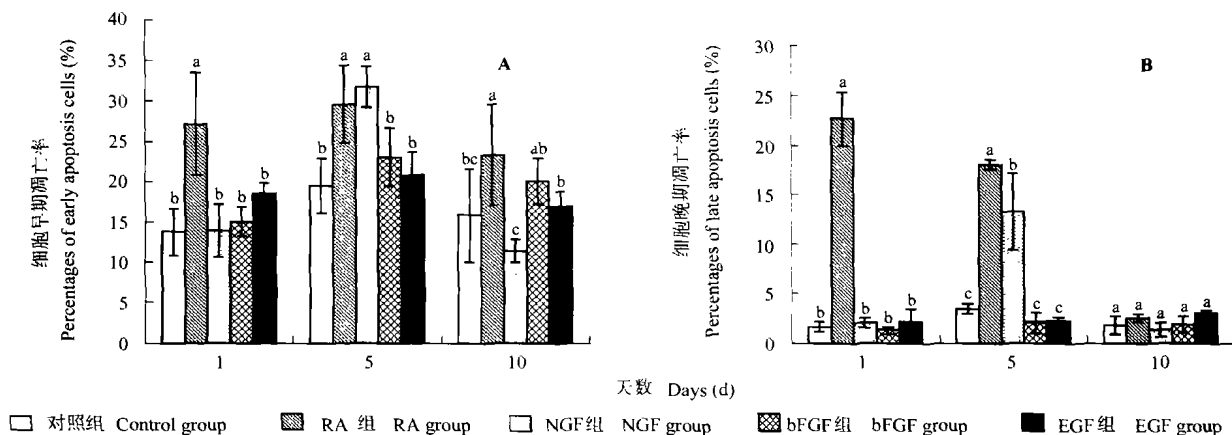 细胞早期凋亡率
Percentages of early apoptosis cells (%)
40
35
30
25
20
15
10
5
0
A
b a b b b
b a a b b
bc a c ab b
1 5 10
细胞晚期凋亡率
Percentages of late apoptosis cells (%)
30
25
20
15
10
5
0
B
b a b b b
c a b c c
a a a a a
1 5 10
天数 Days (d)
对照组 Control group RA 组 RA group NGF组 NGF group bFGF组 bFGF group EGF组 EGF group